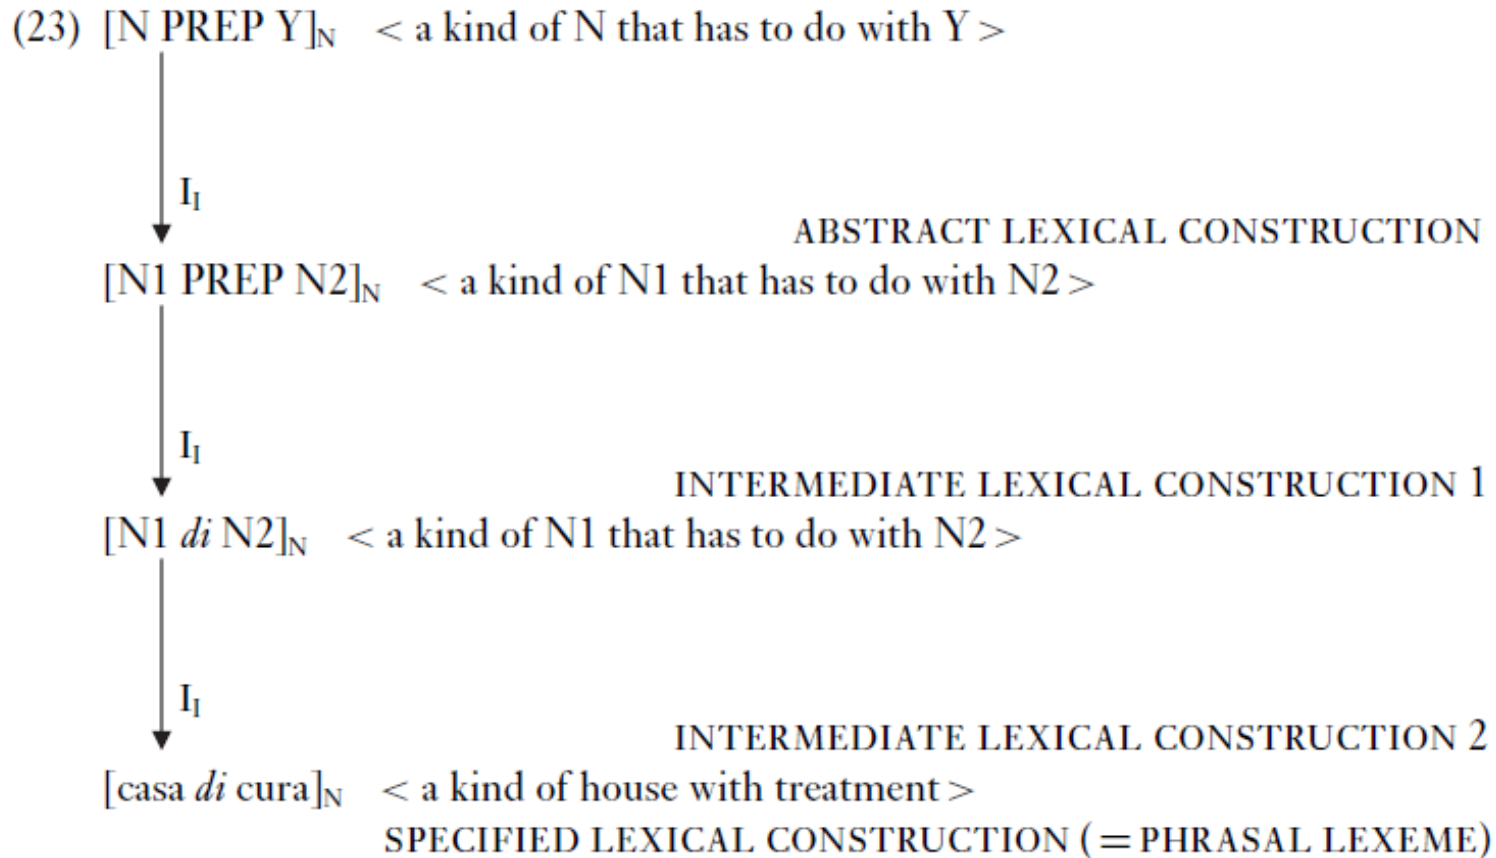 (23) [N PREP Y]N < a kind of N that has to do with Y >
II
ABSTRACT LEXICAL CONSTRUCTION
[N1 PREP N2]N < a kind of N1 that has to do with N2 >
II
INTERMEDIATE LEXICAL CONSTRUCTION 1
[N1 di N2]N < a kind of N1 that has to do with N2 >
II
INTERMEDIATE LEXICAL CONSTRUCTION 2
[casa di cura]N < a kind of house with treatment >
SPECIFIED LEXICAL CONSTRUCTION (= PHRASAL LEXEME)